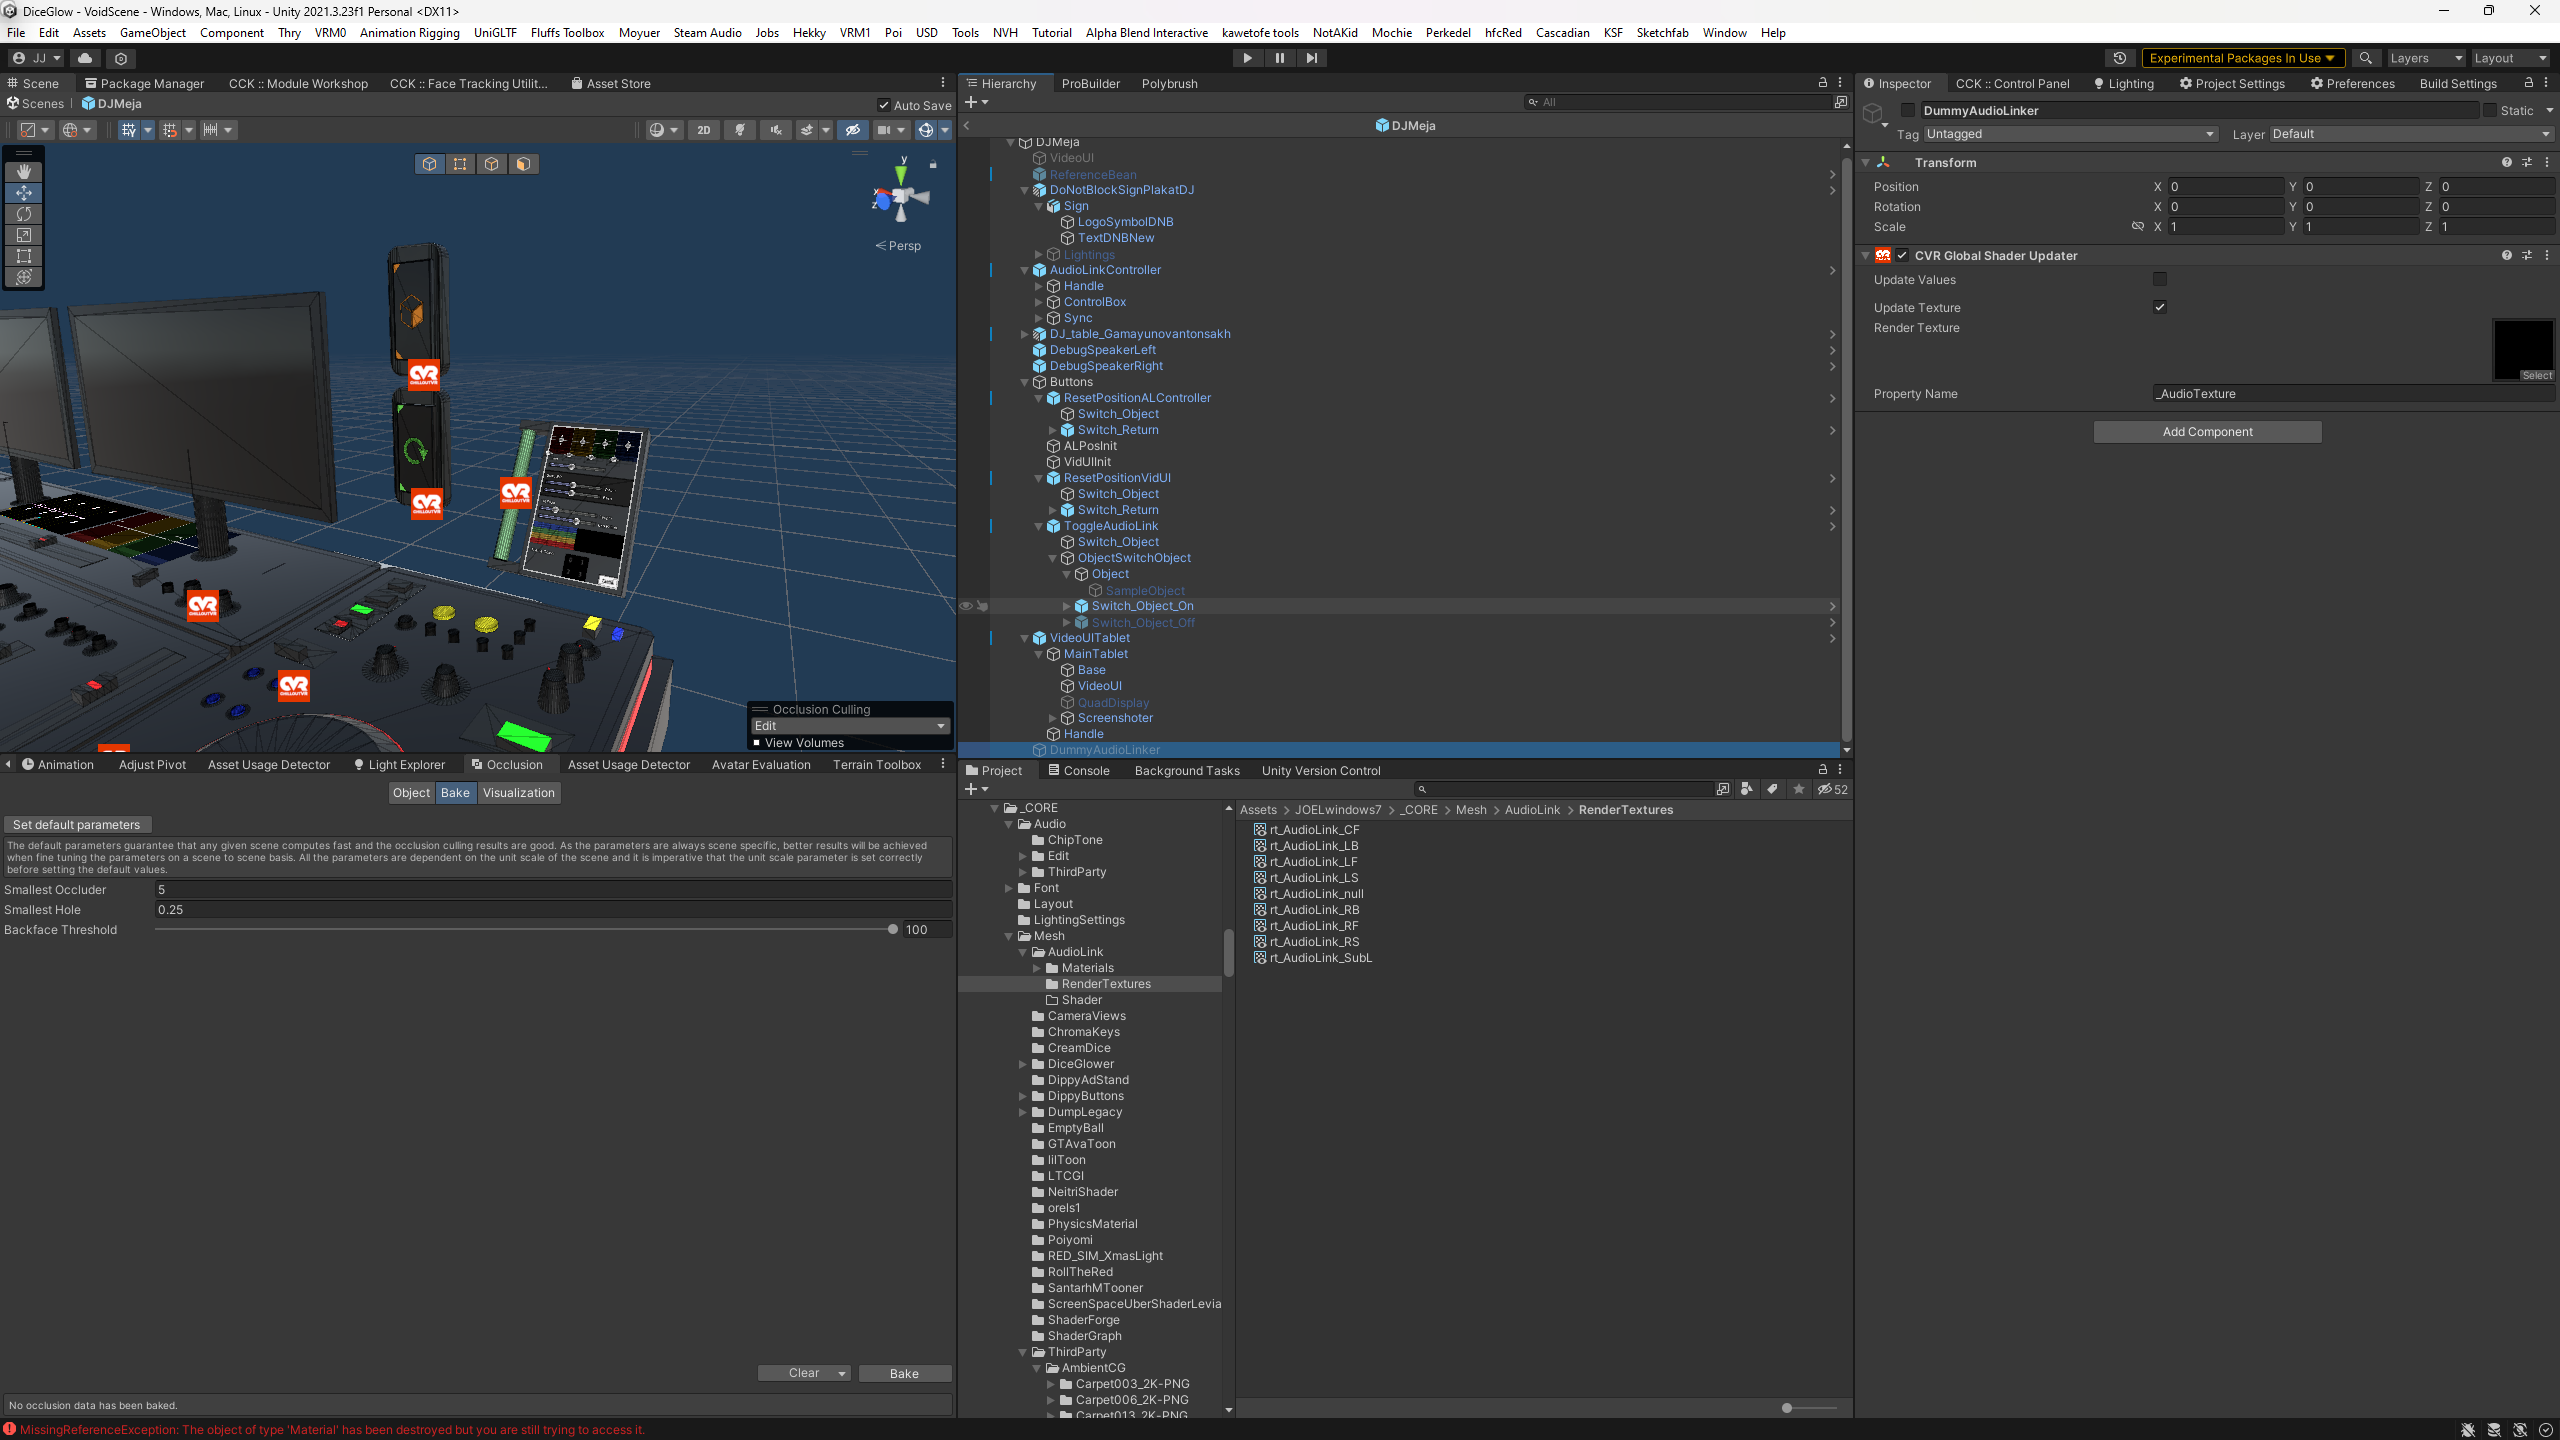 DiceGlow - VoidScene - Windows, Mac, Linux - Unity 2021.3.23f1 Personal <DX11>
File Edit Assets GameObject Component Thry VRM0 Animation Rigging UniGLTF Fluffs Toolbox Moyuer Steam Audio Jobs Hekky VRM1 Poi USD Tools NVH Tutorial Alpha Blend Interactive kawetofe tools NotAKid Mochie Perkedel hfcRed Cascadian KSF Sketchfab Window Help
JJ Experimental Packages In Use Layers Layout
Scene Package Manager CCK :: Module Workshop CCK :: Face Tracking Utilit... Asset Store
Scenes DJMeja Auto Save
2D
y
x
z
Persp
CVR
CHILLOUTVR
CVR
CHILLOUTVR
CVR
CHILLOUTVR
CVR
CHILLOUTVR
CVR
CHILLOUTVR
Occlusion Culling
Edit
View Volumes
Animation Adjust Pivot Asset Usage Detector Light Explorer Occlusion Asset Usage Detector Avatar Evaluation Terrain Toolbox
Object Bake Visualization
Set default parameters
The default parameters guarantee that any given scene computes fast and the occlusion culling results are good. As the parameters are always scene specific, better results will be achieved
when fine tuning the parameters on a scene to scene basis. All the parameters are dependent on the unit scale of the scene and it is imperative that the unit scale parameter is set correctly
before setting the default values.
Smallest Occluder 5
Smallest Hole 0.25
Backface Threshold 100
Clear Bake
No occlusion data has been baked.
MissingReferenceException: The object of type 'Material' has been destroyed but you are still trying to access it.
Hierarchy ProBuilder Polybrush
All
DJMeja
DJMeja
VideoUI
ReferenceBean
DoNotBlockSignPlakatDJ
Sign
LogoSymbolDNB
TextDNBNew
Lightings
AudioLinkController
Handle
ControlBox
Sync
DJ_table_Gamayunovantonsakh
DebugSpeakerLeft
DebugSpeakerRight
Buttons
ResetPositionALController
Switch_Object
Switch_Return
ALPosInit
VidUIInit
ResetPositionVidUI
Switch_Object
Switch_Return
ToggleAudioLink
Switch_Object
ObjectSwitchObject
Object
SampleObject
Switch_Object_On
Switch_Object_Off
VideoUITablet
MainTablet
Base
VideoUI
QuadDisplay
Screenshoter
Handle
DummyAudioLinker
Project Console Background Tasks Unity Version Control
52
_CORE
Audio
ChipTone
Edit
ThirdParty
Font
Layout
LightingSettings
Mesh
AudioLink
Materials
RenderTextures
Shader
CameraViews
ChromaKeys
CreamDice
DiceGlower
DippyAdStand
DippyButtons
DumpLegacy
EmptyBall
GTAvaToon
lilToon
LTCGI
NeitriShader
orels1
PhysicsMaterial
Poiyomi
RED_SIM_XmasLight
RollTheRed
SantarhMTooner
ScreenSpaceUberShaderLevia
ShaderForge
ShaderGraph
ThirdParty
AmbientCG
Carpet003_2K-PNG
Carpet006_2K-PNG
Carpet013_2K-PNG
Assets > JOELwindows7 > _CORE > Mesh > AudioLink > RenderTextures
rt_AudioLink_CF
rt_AudioLink_LB
rt_AudioLink_LF
rt_AudioLink_LS
rt_AudioLink_null
rt_AudioLink_RB
rt_AudioLink_RF
rt_AudioLink_RS
rt_AudioLink_SubL
Inspector CCK :: Control Panel Lighting Project Settings Preferences Build Settings
DummyAudioLinker Static
Tag Untagged Layer Default
Transform
Position X 0 Y 0 Z 0
Rotation X 0 Y 0 Z 0
Scale X 1 Y 1 Z 1
CVR Global Shader Updater
Update Values
Update Texture
Render Texture
Select
Property Name _AudioTexture
Add Component